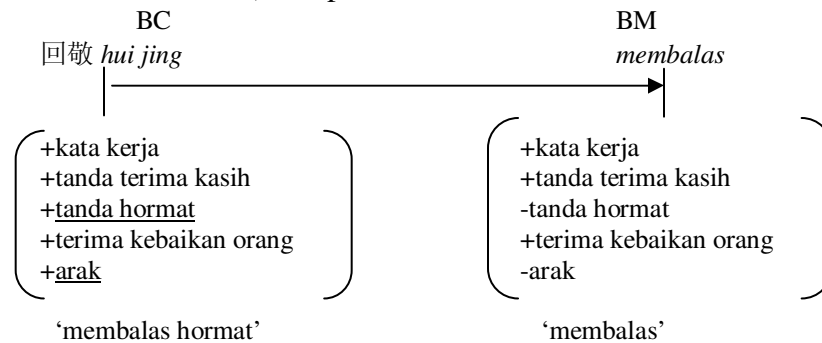 BC BM
回敬 hui jing membalas
+kata kerja +kata kerja
+tanda terima kasih +tanda terima kasih
+tanda hormat -tanda hormat
+terima kebaikan orang +terima kebaikan orang
+arak -arak
‘membalas hormat’ ‘membalas’